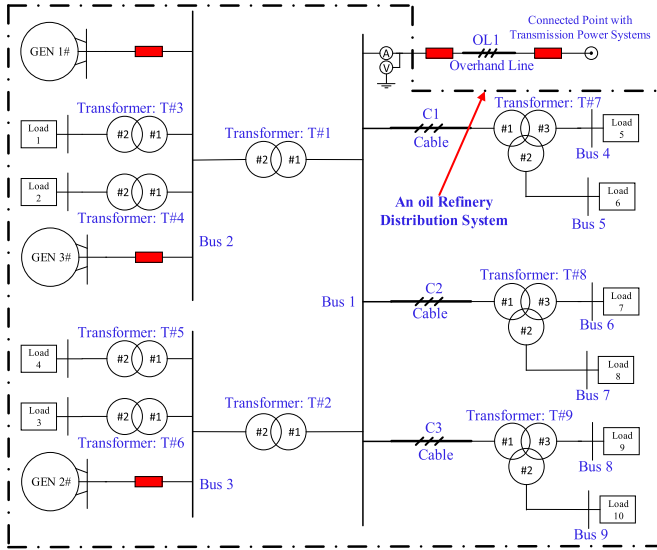 GEN 1#
Transformer: T#3
Load
1
#2
#1
Load
2
#2
#1
Transformer: T#4
GEN 3#
Bus 2
Transformer: T#1
#2
#1
Bus 1
Transformer: T#5
Load
4
#2
#1
Load
3
#2
#1
Transformer: T#6
GEN 2#
Bus 3
Transformer: T#2
#2
#1
A
V
OL1
Overhand Line
Connected Point with
Transmission Power Systems
C1
Cable
Transformer: T#7
#1
#3
#2
Load
5
Bus 4
Load
6
Bus 5
An oil Refinery
Distribution System
C2
Cable
Transformer: T#8
#1
#3
#2
Load
7
Bus 6
Load
8
Bus 7
C3
Cable
Transformer: T#9
#1
#3
#2
Load
9
Bus 8
Load
10
Bus 9